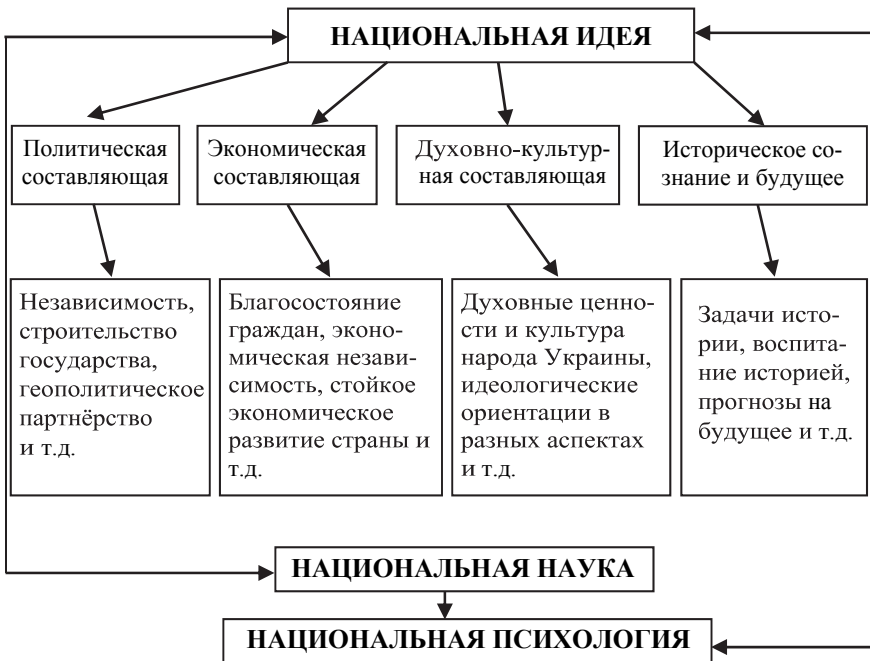 НАЦИОНАЛЬНАЯ ИДЕЯ
Политическая
составляющая
Экономическая
составляющая
Духовно-культур-
ная составляющая
Историческое со-
знание и будущее
Независимость,
строительство
государства,
геополитическое
партнёрство
и т.д.
Благосостояние
граждан, эконо-
мическая незави-
симость, стойкое
экономическое
развитие страны и
т.д.
Духовные ценно-
сти и культура
народа Украины,
идеологические
ориентации в
разных аспектах
и т.д.
Задачи исто-
рии, воспита-
ние историей,
прогнозы на
будущее и т.д.
НАЦИОНАЛЬНАЯ НАУКА
НАЦИОНАЛЬНАЯ ПСИХОЛОГИЯ